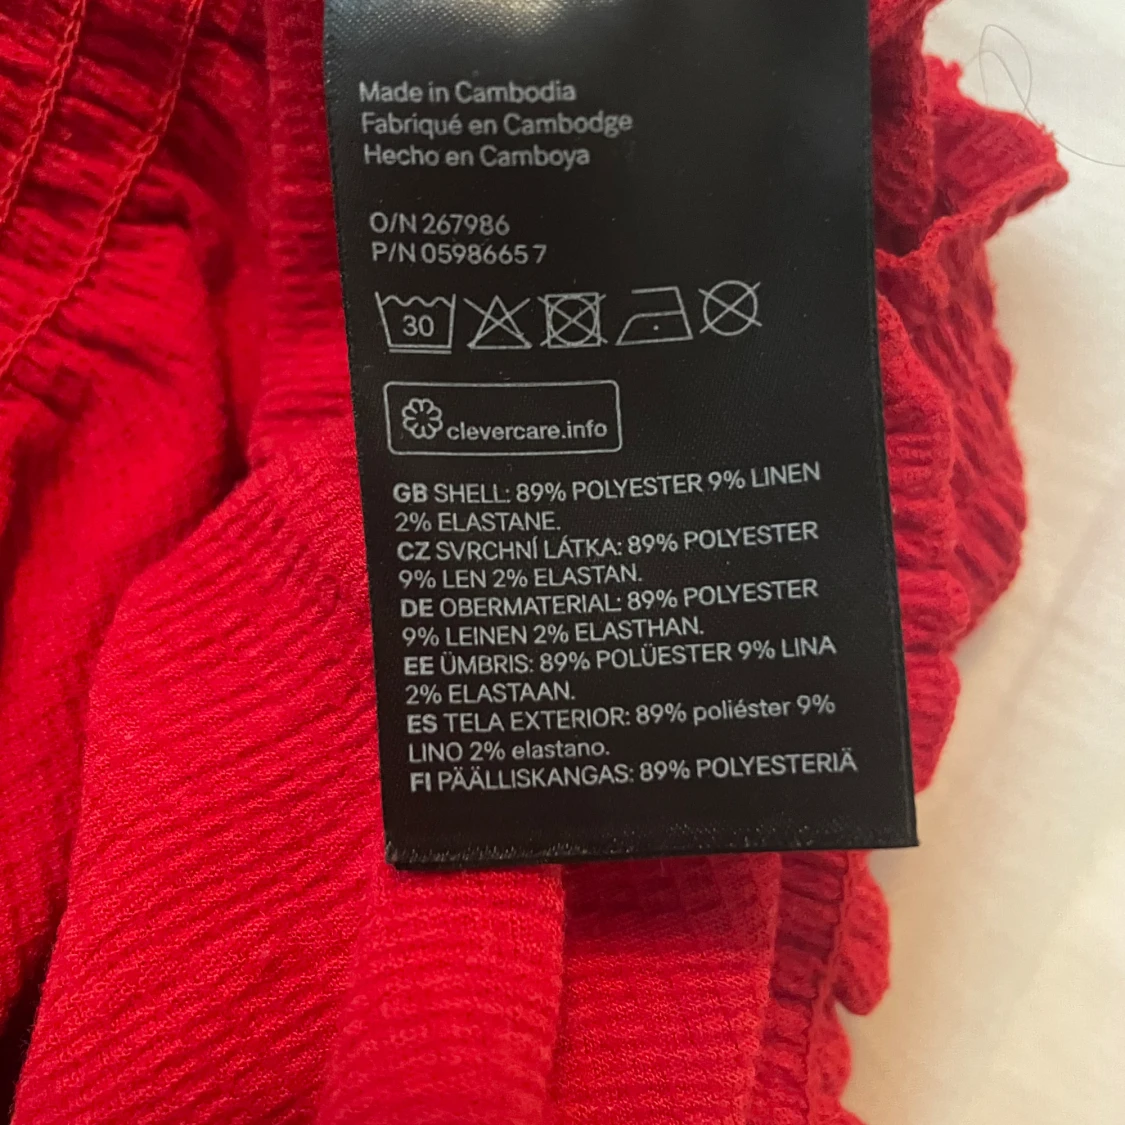 Made in Cambodia
Fabriqué en Cambodge
Hecho en Camboya
O/N 267986
P/N 05986657
30
clevercare.info
GB SHELL: 89% POLYESTER 9% LINEN
2% ELASTANE.
CZ SVRCHNÍ LÁTKA: 89% POLYESTER
9% LEN 2% ELASTAN.
DE OBERMATERIAL: 89% POLYESTER
9% LEINEN 2% ELASTHAN.
EE ÜMBRIS: 89% POLÜESTER 9% LINA
2% ELASTAAN.
ES TELA EXTERIOR: 89% poliéster 9%
LINO 2% elastano.
FI PÄÄLLISKANGAS: 89% POLYESTERIÄ